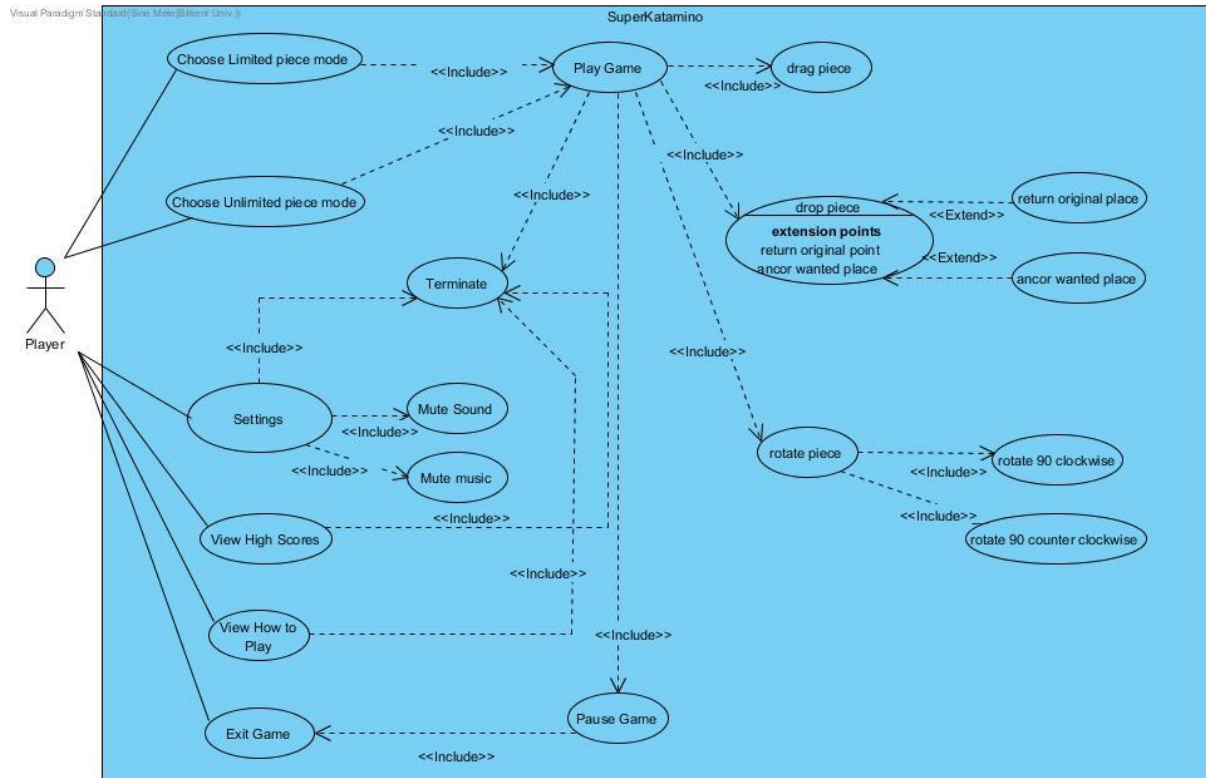 Visual Paradigm Standard(Sine Mete(Bilkent Univ.))
SuperKatamino
Choose Limited piece mode
<<Include>>
Play Game
<<Include>>
drag piece
<<Include>>
Choose Unlimited piece mode
<<Include>>
<<Include>>
drop piece
extension points
return original point
ancor wanted place
<<Extend>>
return original place
<<Extend>>
ancor wanted place
Terminate
Player
<<Include>>
<<Include>>
Settings
<<Include>>
Mute Sound
<<Include>>
Mute music
rotate piece
<<Include>>
rotate 90 clockwise
<<Include>>
rotate 90 counter clockwise
<<Include>>
View High Scores
<<Include>>
View How to
Play
<<Include>>
Pause Game
Exit Game
<<Include>>